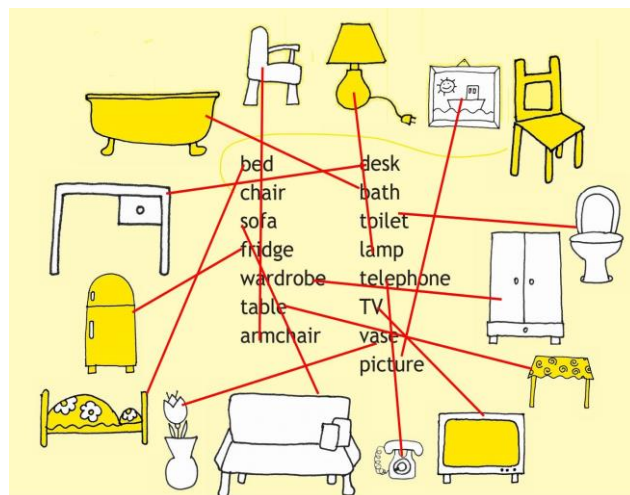 bed
chair
sofa
fridge
wardrobe
table
armchair
desk
bath
toilet
lamp
telephone
TV
vase
picture